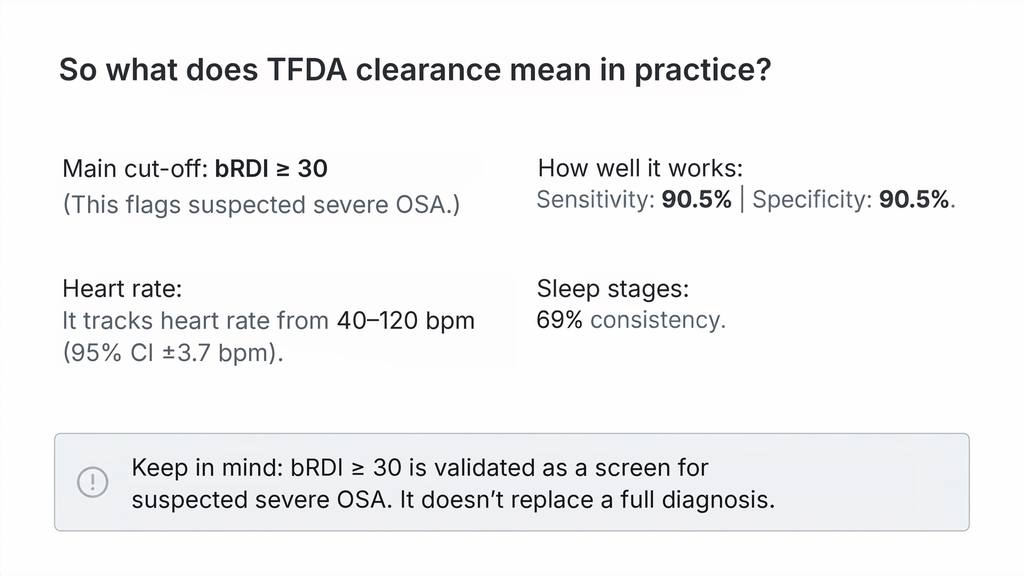 So what does TFDA clearance mean in practice?
Main cut-off: bRDI ≥ 30
(This flags suspected severe OSA.)
How well it works:
Sensitivity: 90.5% | Specificity: 90.5%.
Heart rate:
It tracks heart rate from 40–120 bpm
(95% CI ±3.7 bpm).
Sleep stages:
69% consistency.
Keep in mind: bRDI ≥ 30 is validated as a screen for
suspected severe OSA. It doesn’t replace a full diagnosis.